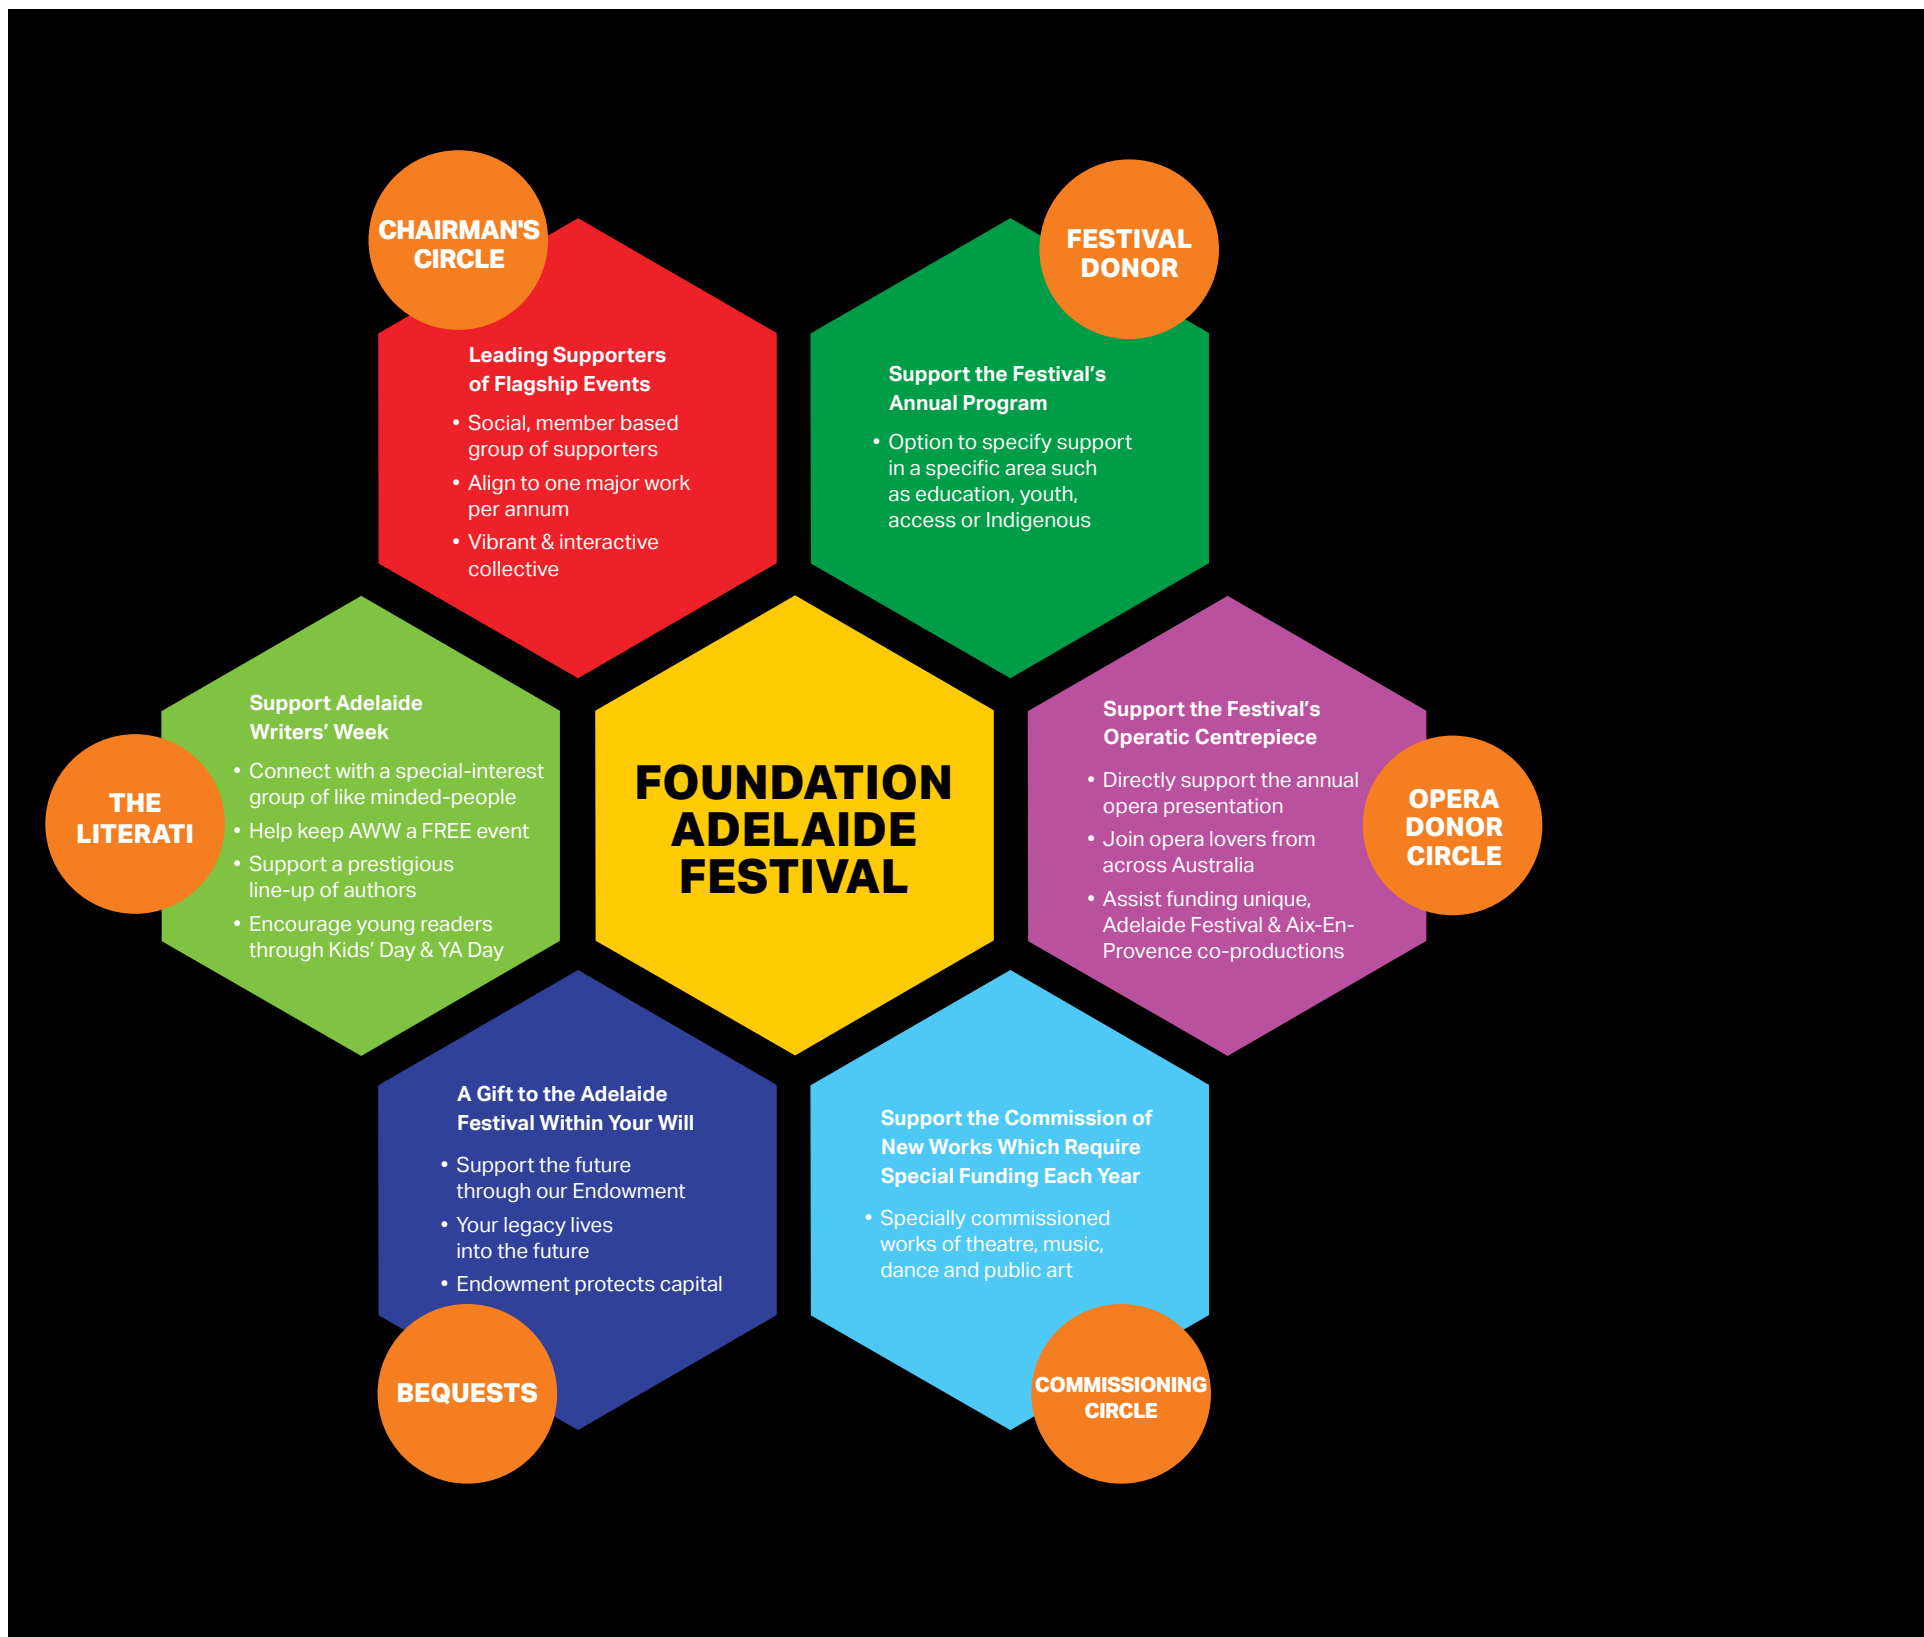 CHAIRMAN'S
CIRCLE
Leading Supporters
of Flagship Events
• Social, member based
group of supporters
• Align to one major work
per annum
• Vibrant & interactive
collective
FESTIVAL
DONOR
Support the Festival’s
Annual Program
• Option to specify support
in a specific area such
as education, youth,
access or Indigenous
THE
LITERATI
Support Adelaide
Writers’ Week
• Connect with a special-interest
group of like minded-people
• Help keep AWW a FREE event
• Support a prestigious
line-up of authors
• Encourage young readers
through Kids’ Day & YA Day
FOUNDATION
ADELAIDE
FESTIVAL
Support the Festival’s
Operatic Centrepiece
• Directly support the annual
opera presentation
• Join opera lovers from
across Australia
• Assist funding unique,
Adelaide Festival & Aix-En-
Provence co-productions
OPERA
DONOR
CIRCLE
A Gift to the Adelaide
Festival Within Your Will
• Support the future
through our Endowment
• Your legacy lives
into the future
• Endowment protects capital
BEQUESTS
Support the Commission of
New Works Which Require
Special Funding Each Year
• Specially commissioned
works of theatre, music,
dance and public art
COMMISSIONING
CIRCLE